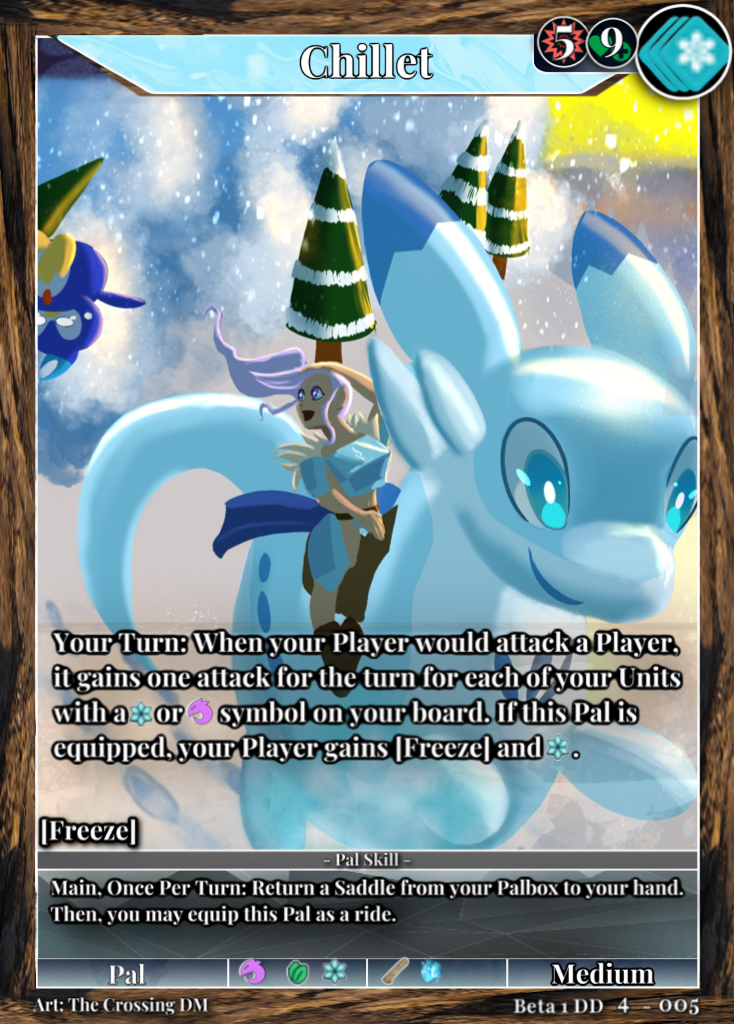 Chillet
5 9
Your Turn: When your Player would attack a Player,
it gains one attack for the turn for each of your Units
with a or symbol on your board. If this Pal is
equipped, your Player gains [Freeze] and .
[Freeze]
- Pal Skill -
Main, Once Per Turn: Return a Saddle from your Palbox to your hand.
Then, you may equip this Pal as a ride.
Pal Medium
Art: The Crossing DM Beta 1 DD 4 - 005